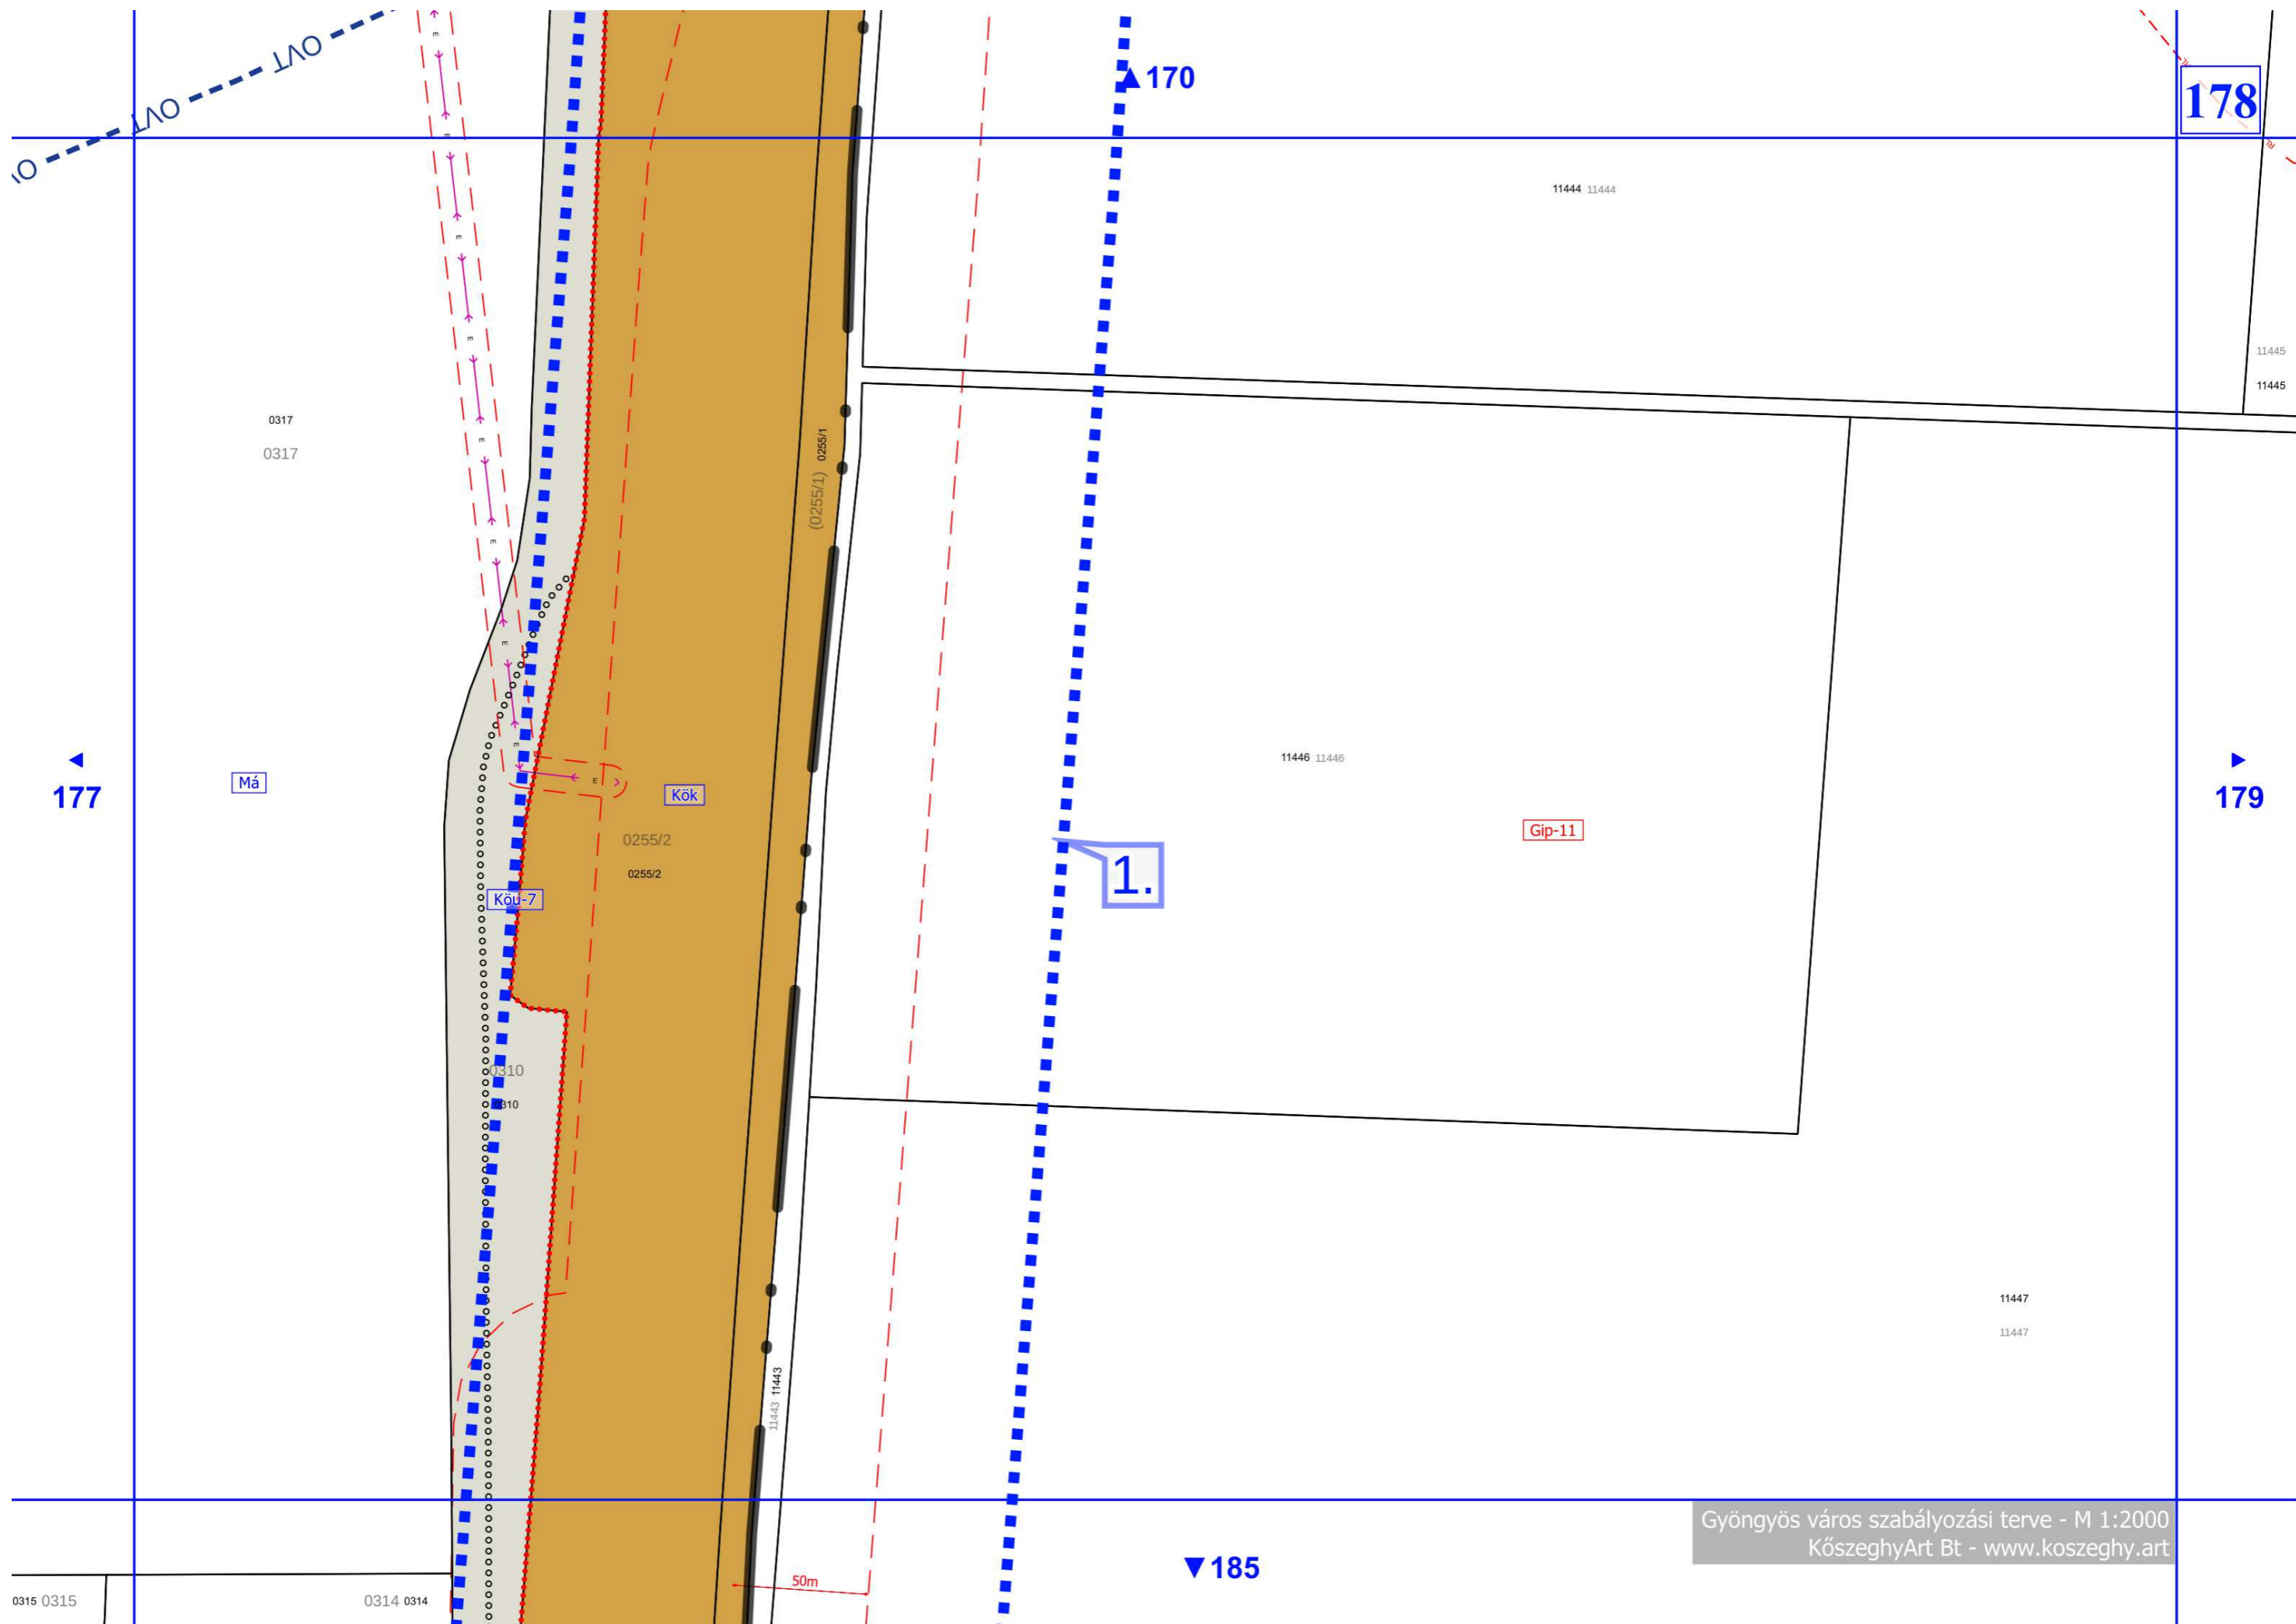 OVT
OVT
▲170
178
11444 11444
11445
11445
0317
0317
0255/1
(0255/1)
11446 11446
◄
177
Má
Kök
►
179
Gip-11
0255/2
0255/2
1.
Köu-7
0310
0310
11447
11447
11443 11443
Gyöngyös város szabályozási terve - M 1:2000
KőszeghyArt Bt - www.koszeghy.art
▼185
50m
0315 0315
0314 0314